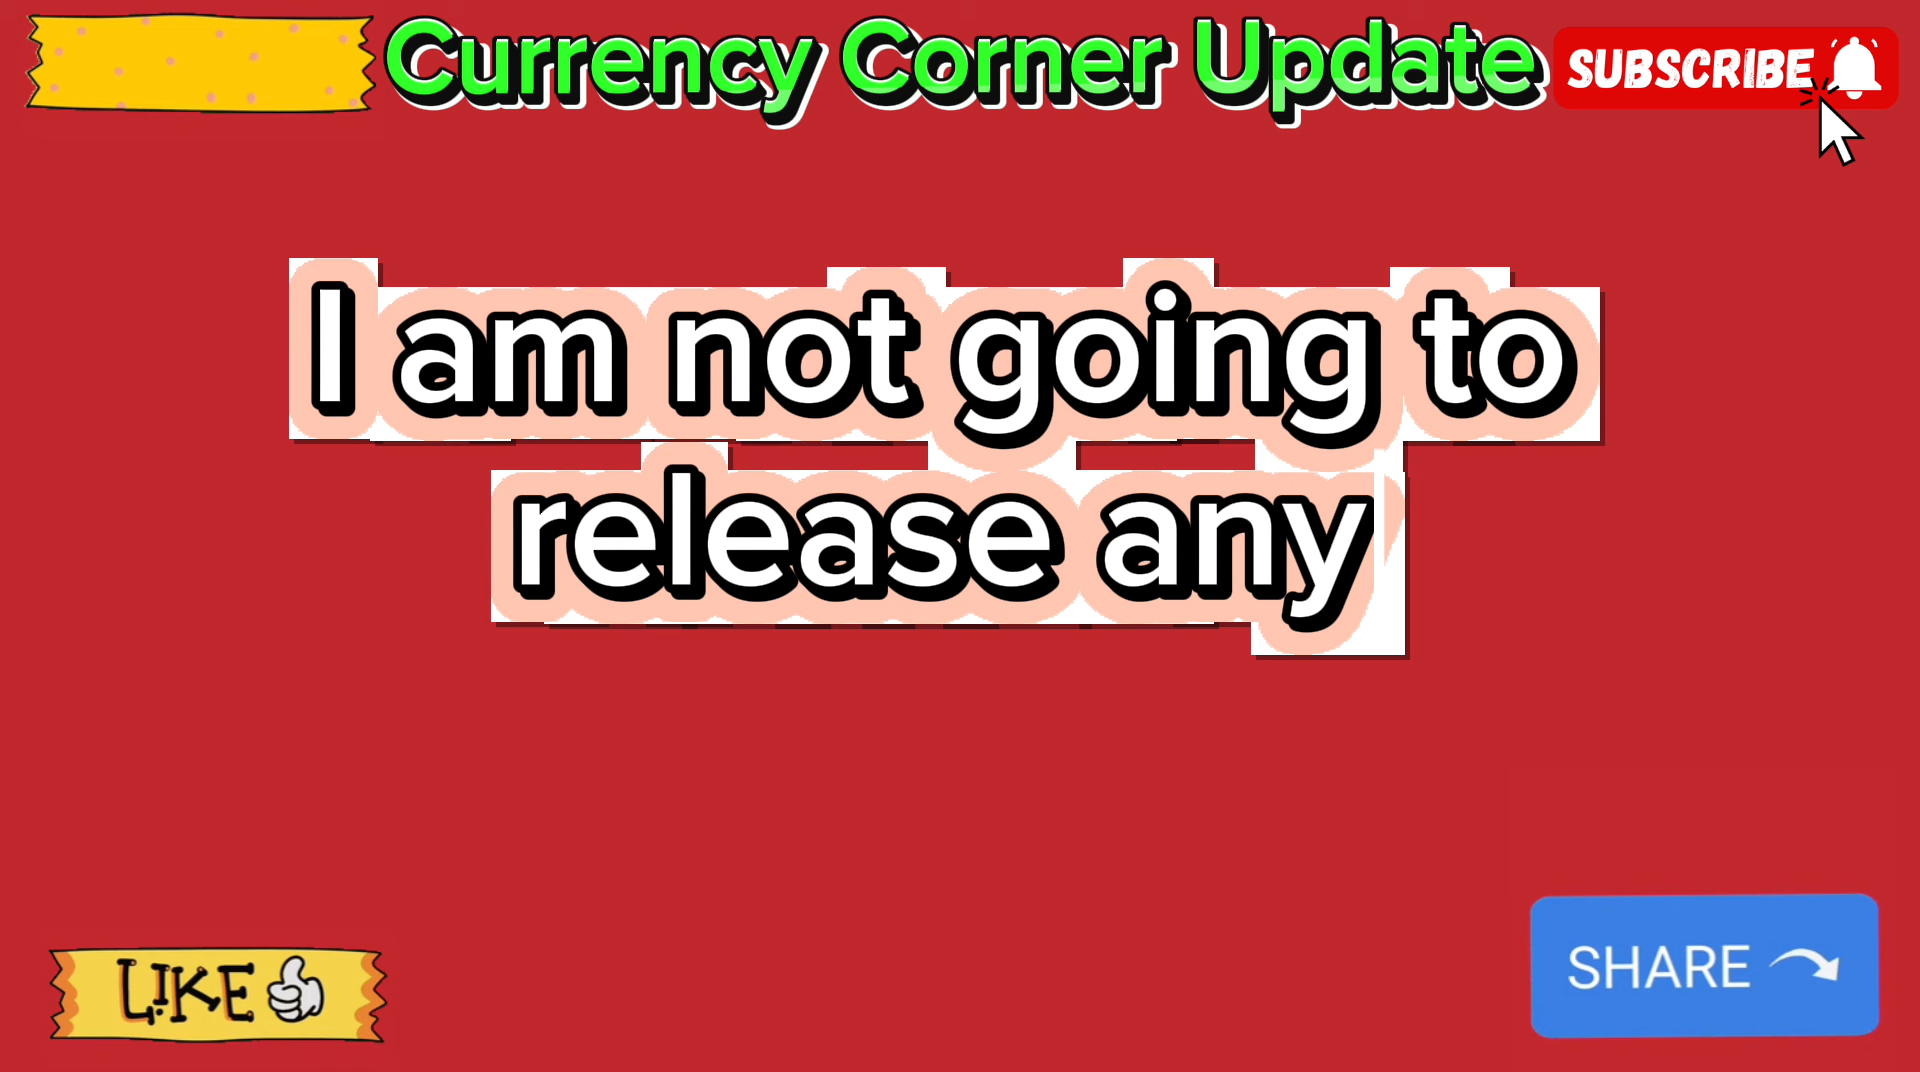 Currency Corner Update
SUBSCRIBE
I am not going to
release any
LIKE
SHARE